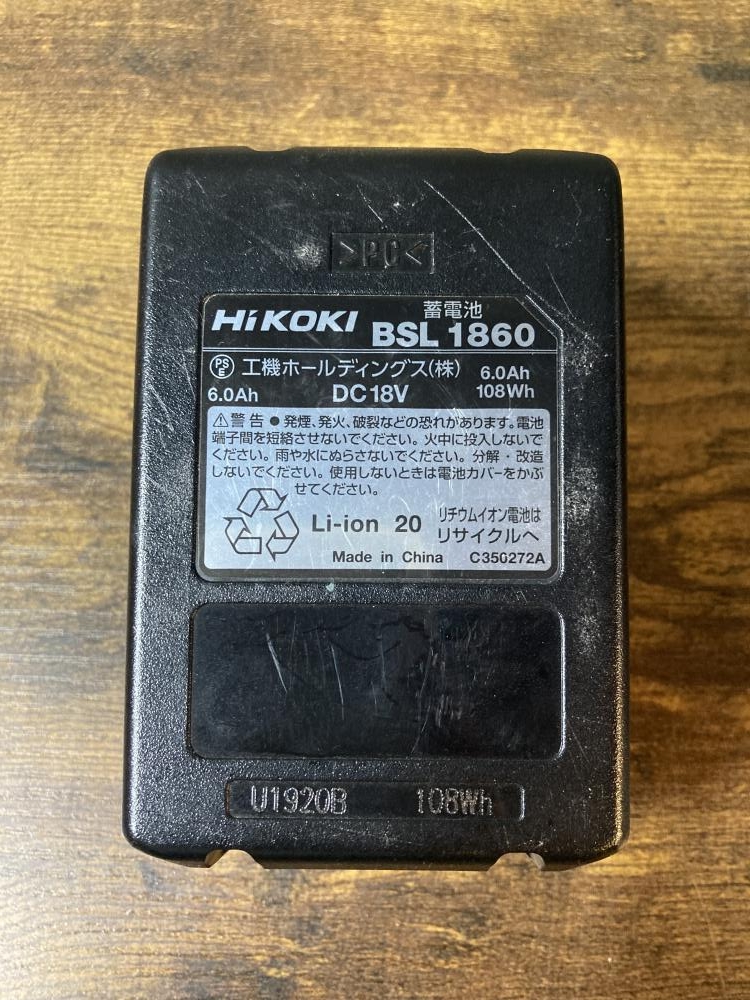 >PC<
蓄電池
HiKOKI BSL 1860
PSE 工機ホールディングス(株) 6.0Ah
6.0Ah DC18V 108Wh
⚠警告 ● 発煙、発火、破裂などの恐れがあります。電池
端子間を短絡させないでください。火中に投入しないで
ください。雨や水にぬらさないでください。分解・改造
しないでください。使用しないときは電池カバーをかぶ
せてください。
Li-ion 20 リチウムイオン電池は
リサイクルへ
Made in China C350272A
U1920B 108Wh